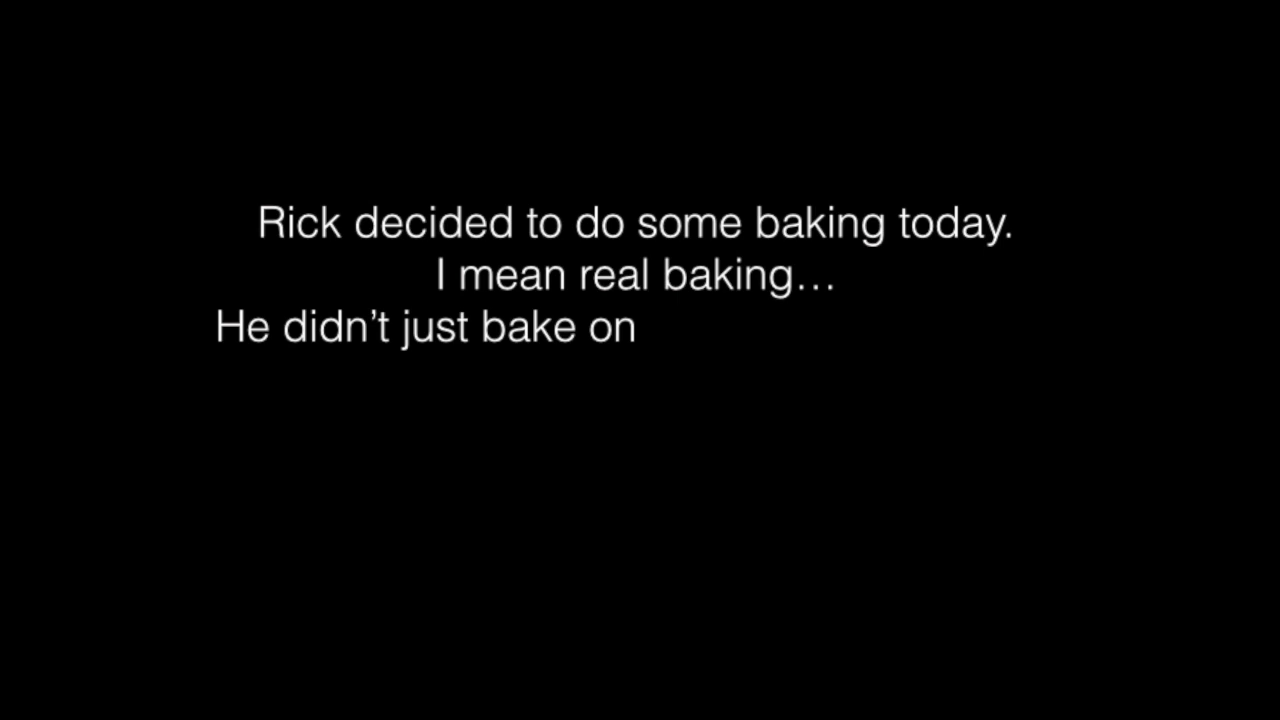 Rick decided to do some baking today.
I mean real baking…
He didn’t just bake on